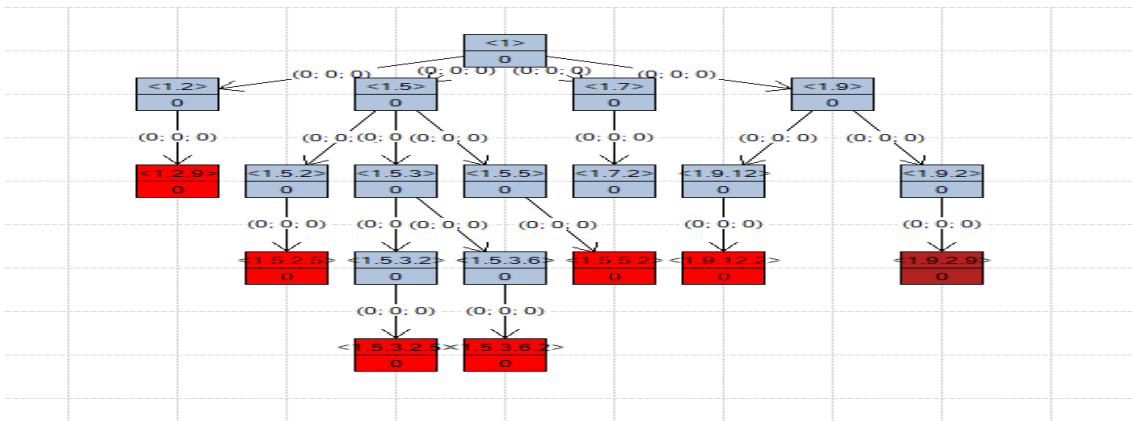 <1>
0
(0; 0; 0) (0; 0; 0) (0; 0; 0) (0; 0; 0)
<1.2> <1.5> <1.7> <1.9>
0 0 0 0
(0; 0; 0) (0; 0; (0; 0 (0; 0; 0) (0; 0; 0) (0; 0; 0) (0; 0; 0)
<1.2.9> <1.5.2> <1.5.3> <1.5.5> <1.7.2> <1.9.12> <1.9.2>
0 0 0 0 0 0 0
(0; 0; 0) (0; 0 (0; 0; 0) (0; 0; 0) (0; 0; 0) (0; 0; 0)
<1.5.2.5> <1.5.3.2> <1.5.3.6> <1.5.5.2> <1.9.12.2> <1.9.2.9>
0 0 0 0 0 0
(0; 0; 0) (0; 0; 0)
<1.5.3.2.5> <1.5.3.6.2>
0 0